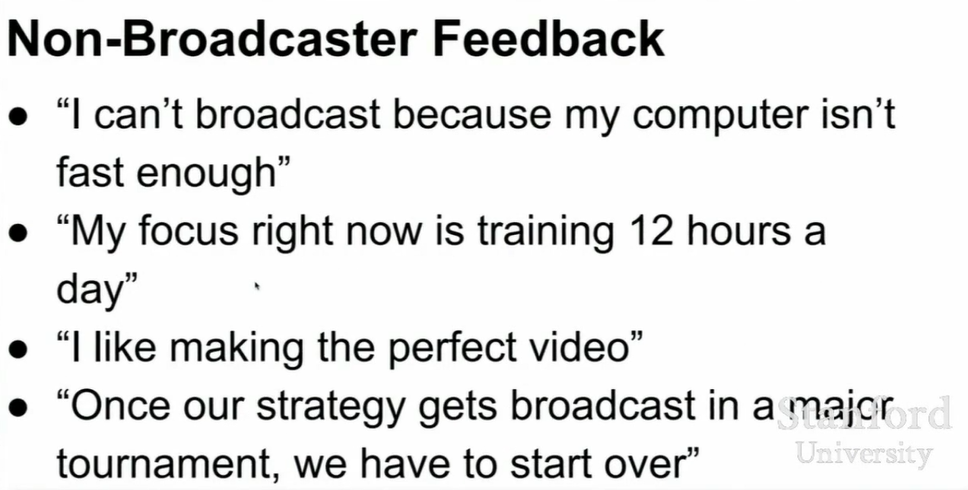 Non-Broadcaster Feedback
● “I can’t broadcast because my computer isn’t
fast enough”
● “My focus right now is training 12 hours a
day”
● “I like making the perfect video”
● “Once our strategy gets broadcast in a major
tournament, we have to start over”
Stanford
University